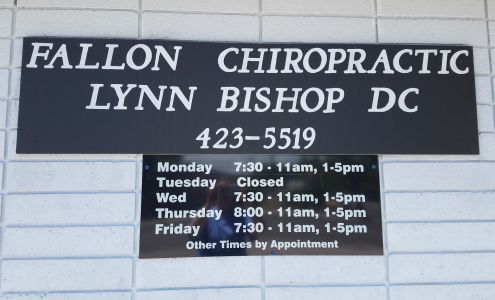 FALLON CHIROPRACTIC
LYNN BISHOP DC
423-5519
Monday 7:30 - 11am, 1-5pm
Tuesday Closed
Wed 7:30 - 11am, 1-5pm
Thursday 8:00 - 11am, 1-5pm
Friday 7:30 - 11am, 1-5pm
Other Times by Appointment